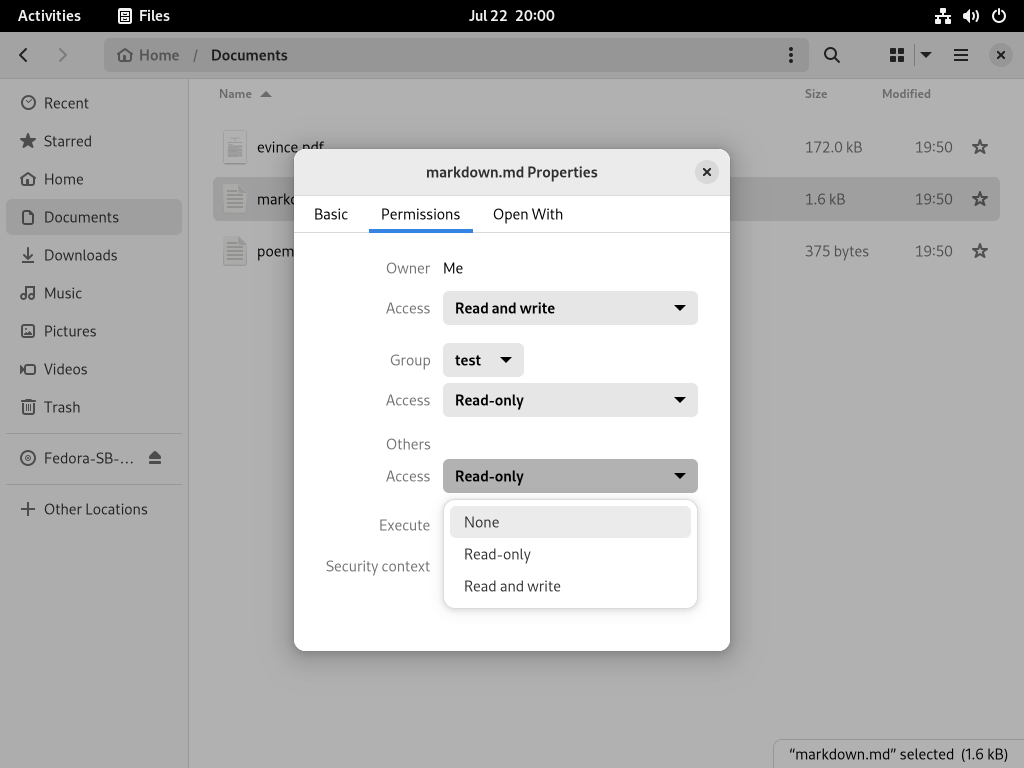 Activities Files Jul 22 20:00
Home / Documents
Name Size Modified
Recent
Starred
Home
Documents
Downloads
Music
Pictures
Videos
Trash
Fedora-SB-...
Other Locations
evince.pdf 172.0 kB 19:50
1.6 kB 19:50
poem 375 bytes 19:50
markdown.md Properties
Basic Permissions Open With
Owner Me
Access Read and write
Group test
Access Read-only
Others
Access Read-only
Execute
Security context
None
Read-only
Read and write
“markdown.md” selected (1.6 kB)